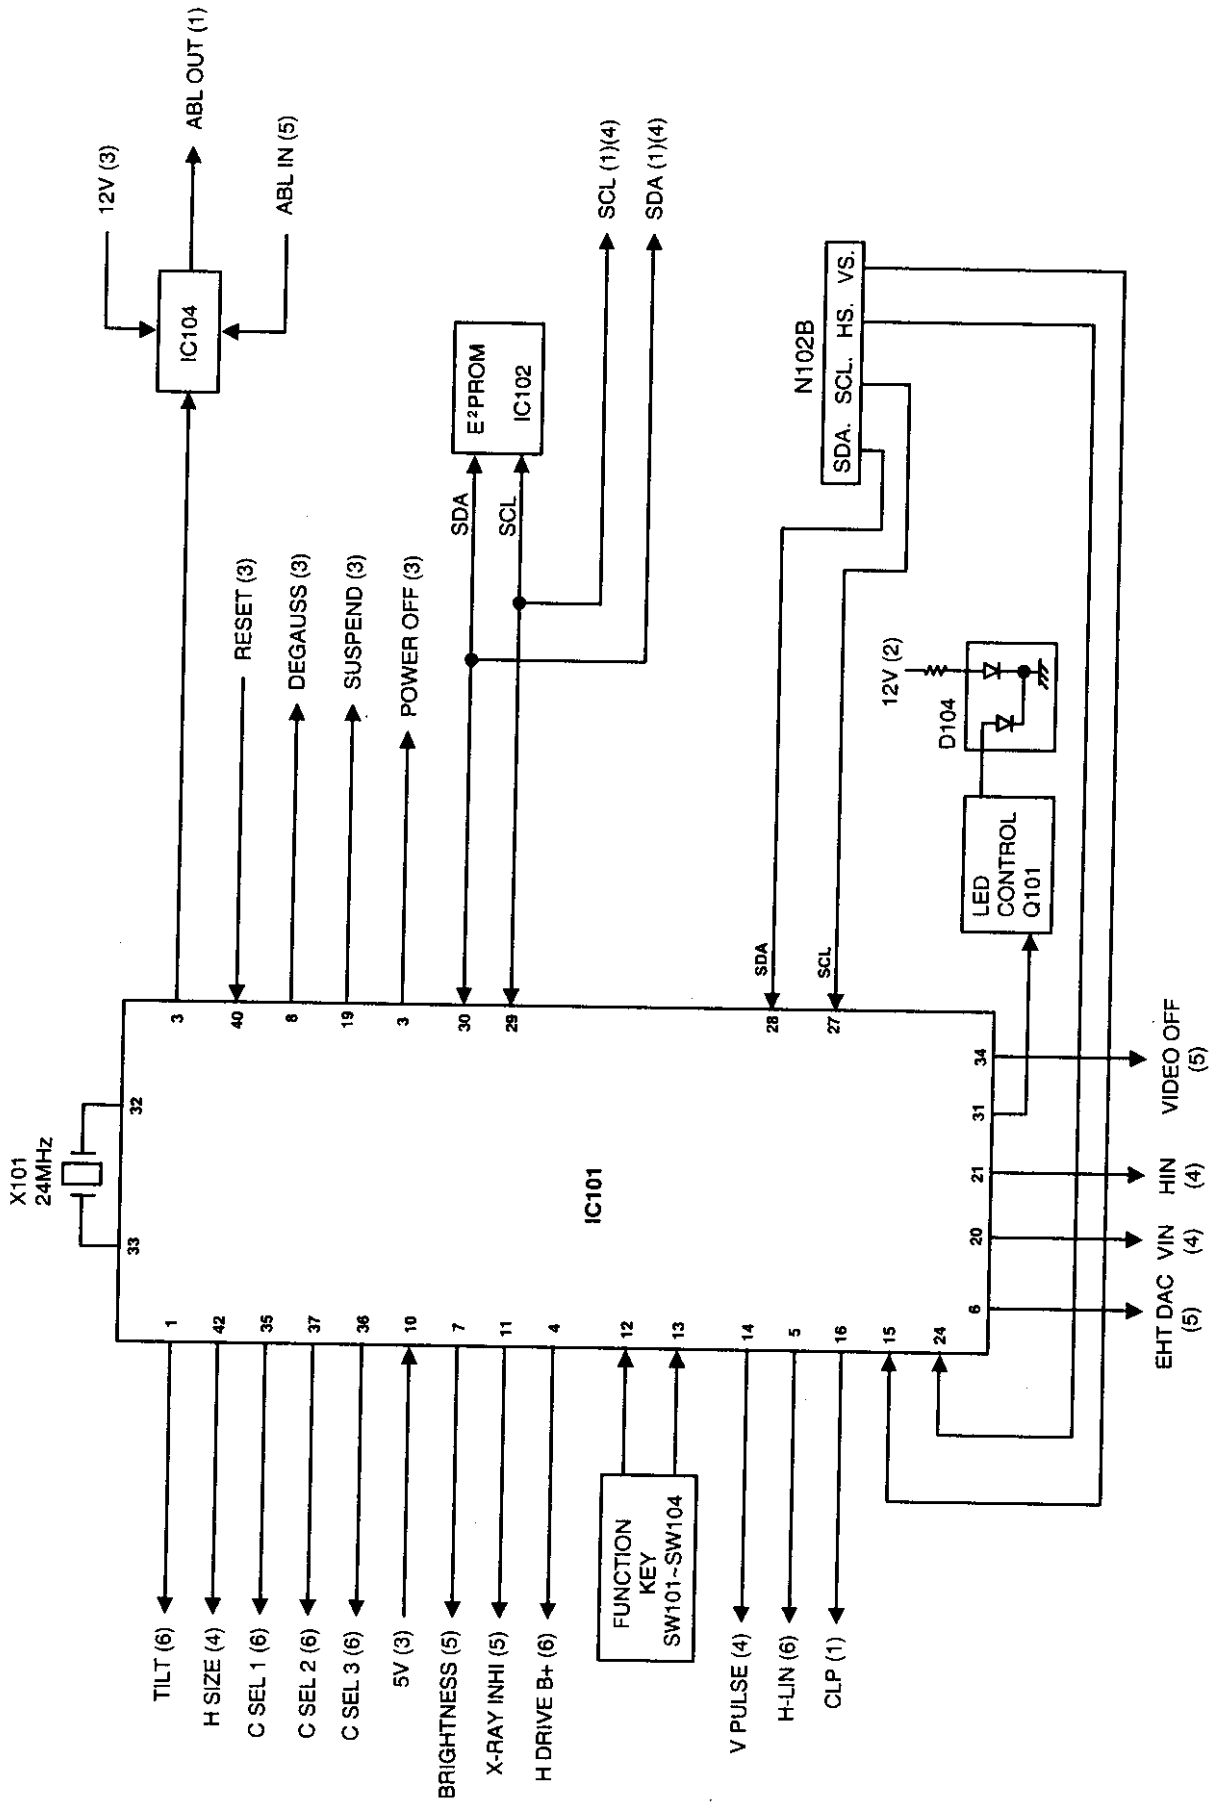 X101
24MHz
33
32
IC101
1
42
35
37
36
10
7
11
4
12
13
14
5
16
15
24
TILT (6)
H SIZE (4)
C SEL 1 (6)
C SEL 2 (6)
C SEL 3 (6)
5V (3)
BRIGHTNESS (5)
X-RAY INHI (5)
H DRIVE B+ (6)
FUNCTION
KEY
SW101~SW104
V PULSE (4)
H-LIN (6)
CLP (1)
3
40
8
19
3
30
29
28
27
12V (3)
IC104
ABL OUT (1)
ABL IN (5)
RESET (3)
DEGAUSS (3)
SUSPEND (3)
POWER OFF (3)
SDA
SCL
E²PROM
IC102
SCL (1)(4)
SDA (1)(4)
SDA
SCL
N102B
SDA. SCL. HS. VS.
12V (2)
D104
LED
CONTROL
Q101
6
20
21
31
34
EHT DAC
(5)
VIN
(4)
HIN
(4)
VIDEO OFF
(5)